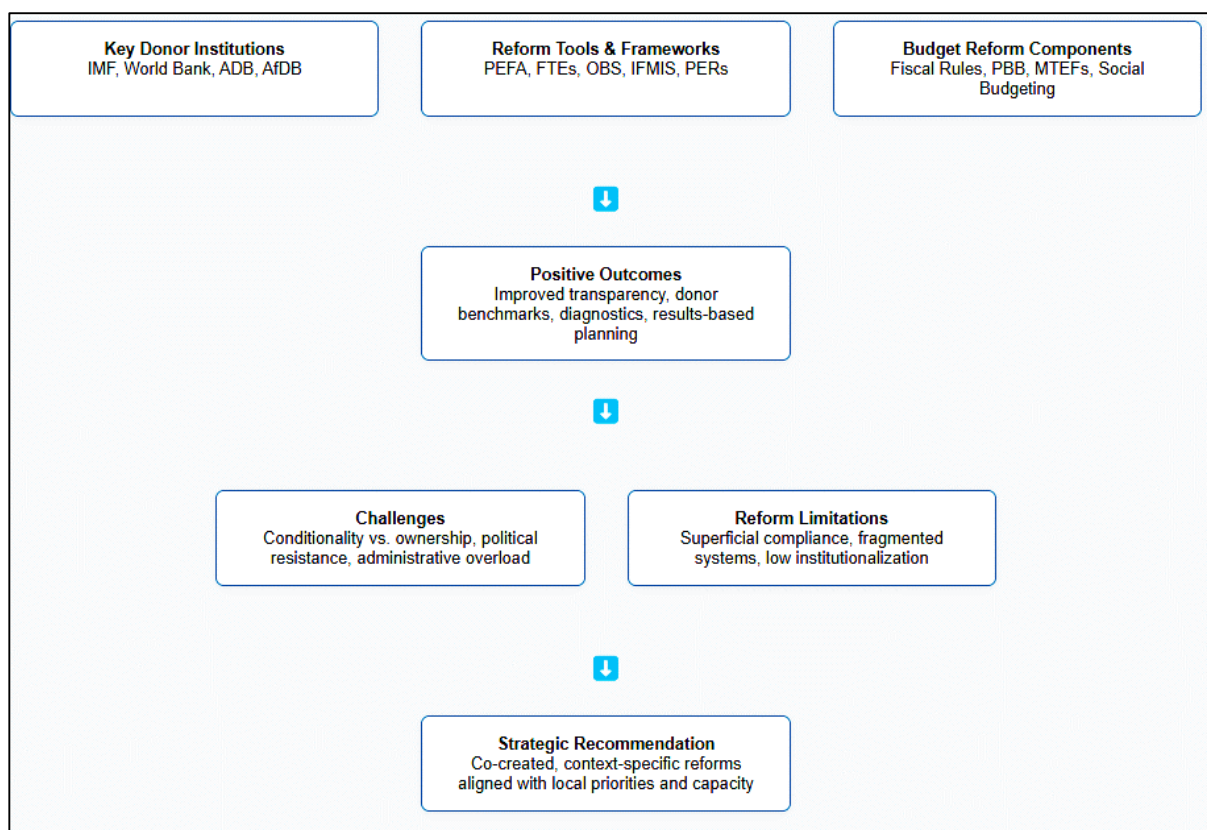 Key Donor Institutions
IMF, World Bank, ADB, AfDB
Reform Tools & Frameworks
PEFA, FTEs, OBS, IFMIS, PERs
Budget Reform Components
Fiscal Rules, PBB, MTEFs, Social
Budgeting
Positive Outcomes
Improved transparency, donor
benchmarks, diagnostics, results-based
planning
Challenges
Conditionality vs. ownership, political
resistance, administrative overload
Reform Limitations
Superficial compliance, fragmented
systems, low institutionalization
Strategic Recommendation
Co-created, context-specific reforms
aligned with local priorities and capacity